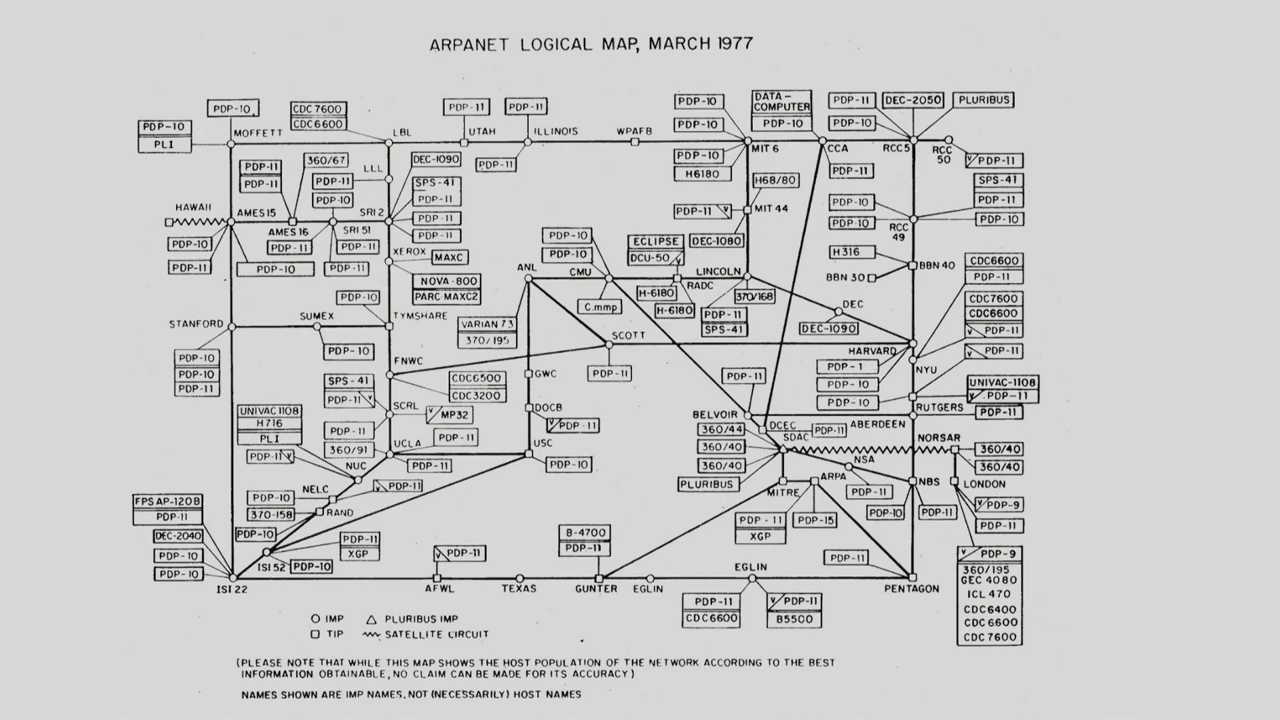 ARPANET LOGICAL MAP, MARCH 1977
PDP-10
CDC7600
CDC6600
PDP-11
PDP-11
PDP-10
DATA-
COMPUTER
PDP-10
PDP-11
DEC-2050
PLURIBUS
PDP-10
PLI
MOFFETT
LBL
UTAH
ILLINOIS
WPAFB
PDP-10
PDP-10
MIT 6
CCA
RCC5
RCC
50
PDP-11
PDP-10
H6180
PDP-11
V PDP-11
PDP-11
PDP-11
360/67
LLL
PDP-11
DEC-1090
SPS-41
PDP-11
H68/80
PDP-11
SPS-41
PDP-11
HAWAII
AMES15
AMES 16
PDP-10
SRI 51
SRI 2
PDP-11
PDP-11
PDP-11 V
MIT 44
PDP-10
PDP-10
RCC
49
PDP-10
PDP-10
PDP-11
PDP-10
PDP-11
PDP-11
PDP-11
XEROX
MAXC
NOVA-800
PARC MAXC2
PDP-10
PDP-10
CMU
C.mmp
ECLIPSE
DCU-50
DEC-1080
LINCOLN
RADC
H-6180
H-6180
370/168
PDP-11
SPS-41
H316
BBN 40
BBN 30
CDC6600
PDP-11
ANL
PDP-10
TYMSHARE
STANFORD
SUMEX
PDP-10
VARIAN 73
370/195
SCOTT
PDP-11
DEC
DEC-1090
HARVARD
CDC7600
CDC6600
V PDP-11
V PDP-11
PDP-10
PDP-10
PDP-11
FNWC
CDC6500
CDC3200
GWC
PDP-11
PDP-1
PDP-10
PDP-10
NYU
UNIVAC-1108
V PDP-11
PDP-11
SPS-41
PDP-11 V
SCRL
V MP32
DOCB
V PDP-11
BELVOIR
RUTGERS
ABERDEEN
UNIVAC 1108
H716
PLI
PDP-11 V
PDP-11
360/91
UCLA
PDP-11
PDP-11
USC
PDP-10
360/44
360/40
360/40
PLURIBUS
DCEC
SDAC
PDP-11
NORSAR
360/40
360/40
NUC
NELC
V PDP-11
NSA
PDP-11
MITRE
ARPA
NBS
LONDON
PDP-10
370-158
RAND
PDP-10
PDP-11
XGP
PDP-15
PDP-10
PDP-11
V PDP-9
PDP-11
FPS AP-120B
PDP-11
DEC-2040
PDP-10
PDP-10
ISI 52
PDP-11
XGP
PDP-10
V PDP-11
B-4700
PDP-11
PDP-11
V PDP-9
360/195
GEC 4080
ICL 470
CDC6400
CDC6600
CDC7600
ISI 22
AFWL
TEXAS
GUNTER
EGLIN
EGLIN
PENTAGON
PDP-11
CDC6600
V PDP-11
B5500
IMP
PLURIBUS IMP
TIP
SATELLITE CIRCUIT
(PLEASE NOTE THAT WHILE THIS MAP SHOWS THE HOST POPULATION OF THE NETWORK ACCORDING TO THE BEST
INFORMATION OBTAINABLE, NO CLAIM CAN BE MADE FOR ITS ACCURACY)
NAMES SHOWN ARE IMP NAMES, NOT (NECESSARILY) HOST NAMES